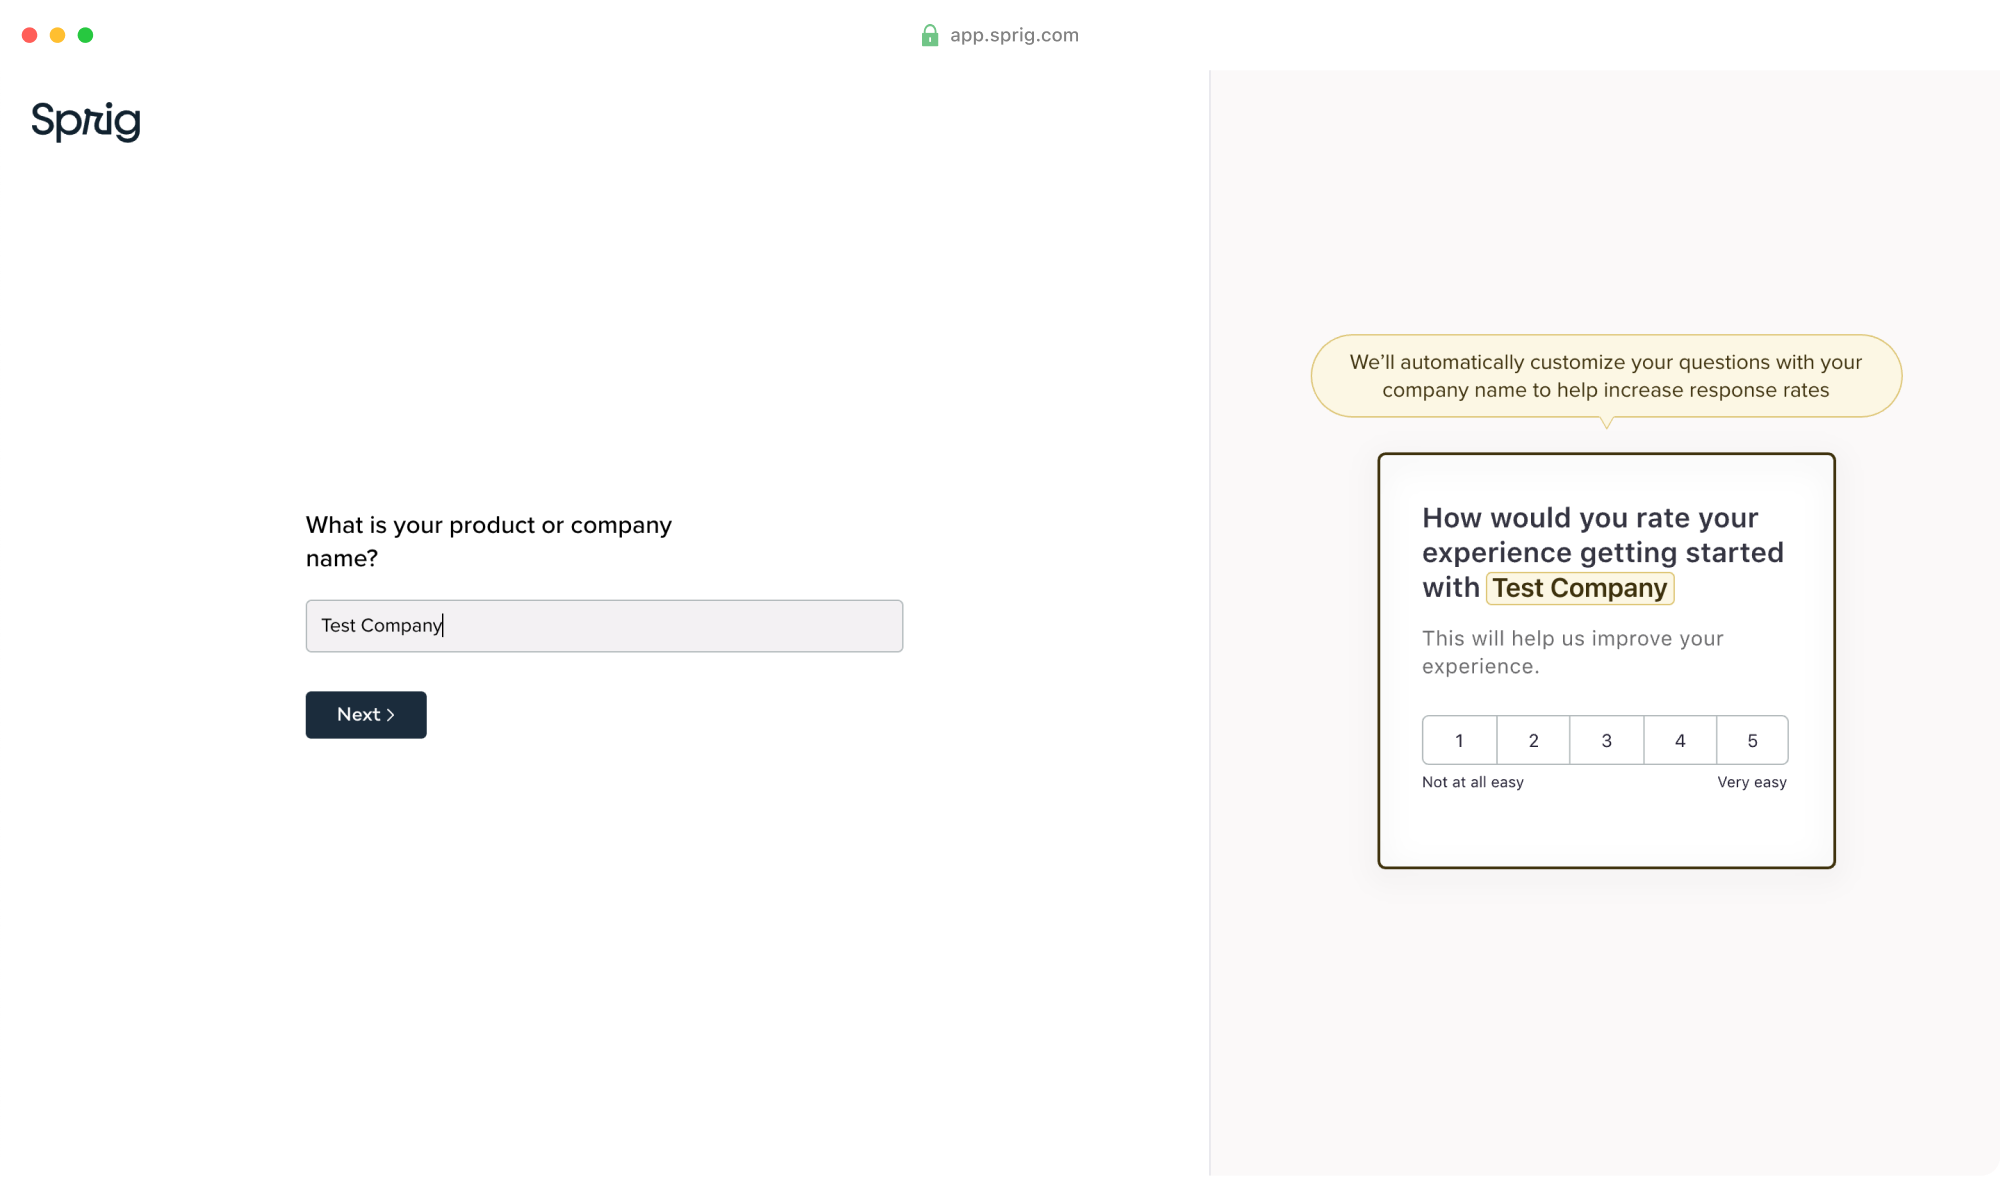 app.sprig.com
Sprig
What is your product or company
name?
Test Company
Next >
We’ll automatically customize your questions with your
company name to help increase response rates
How would you rate your
experience getting started
with Test Company
This will help us improve your
experience.
1 2 3 4 5
Not at all easy Very easy